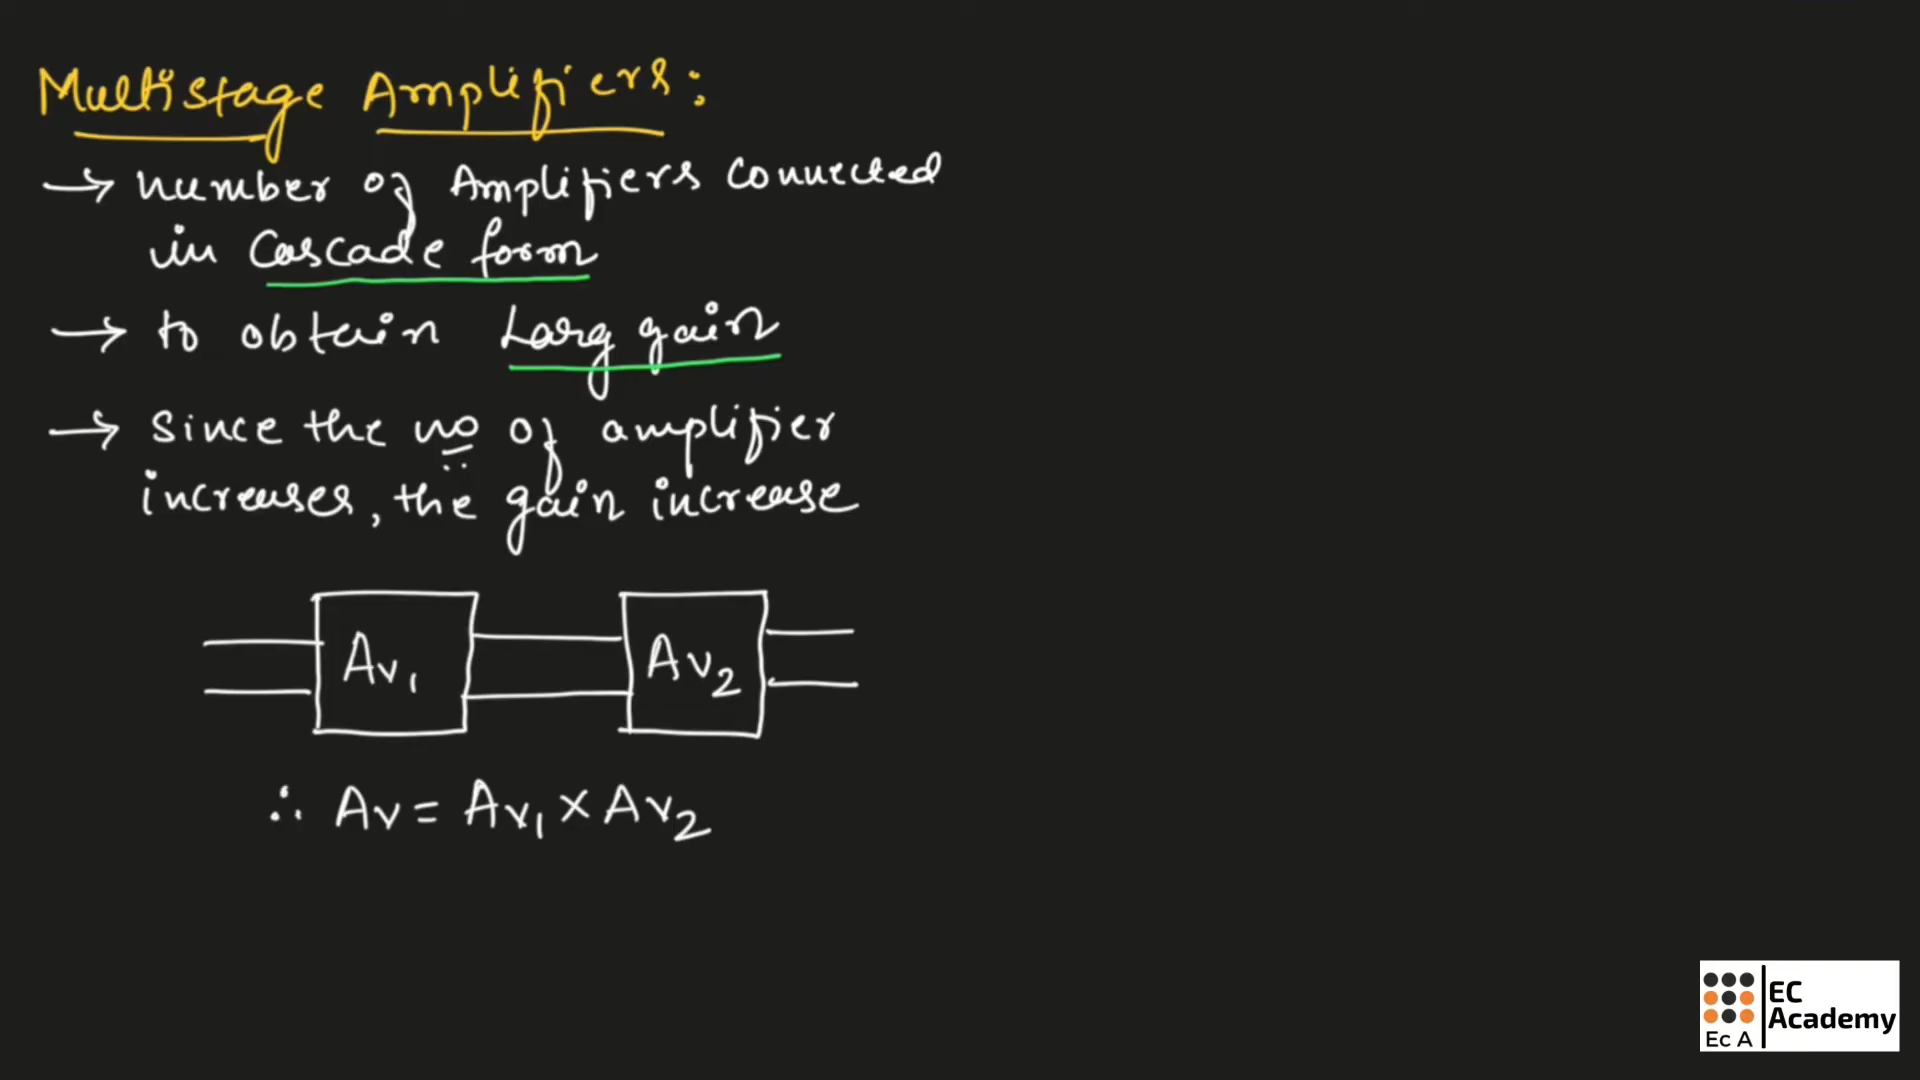 Multistage Amplifiers:
→ number of Amplifiers connected
in Cascade form
→ to obtain Larg gain
→ since the no of amplifier
increases, the gain increase
Av1 Av2
∴ Av = Av1 × Av2
EC
Academy
Ec A